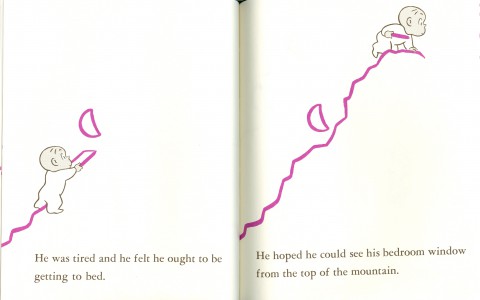 He was tired and he felt he ought to be
getting to bed.
He hoped he could see his bedroom window
from the top of the mountain.